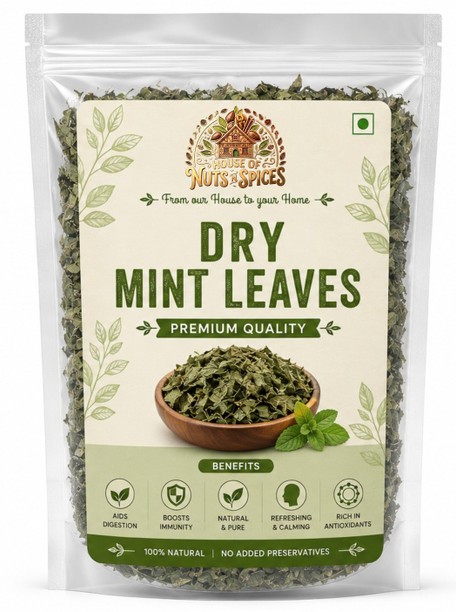 HOUSE OF
NUTS & SPICES
From our House to your Home
DRY
MINT LEAVES
PREMIUM QUALITY
BENEFITS
AIDS
DIGESTION
BOOSTS
IMMUNITY
NATURAL
& PURE
REFRESHING
& CALMING
RICH IN
ANTIOXIDANTS
100% NATURAL | NO ADDED PRESERVATIVES